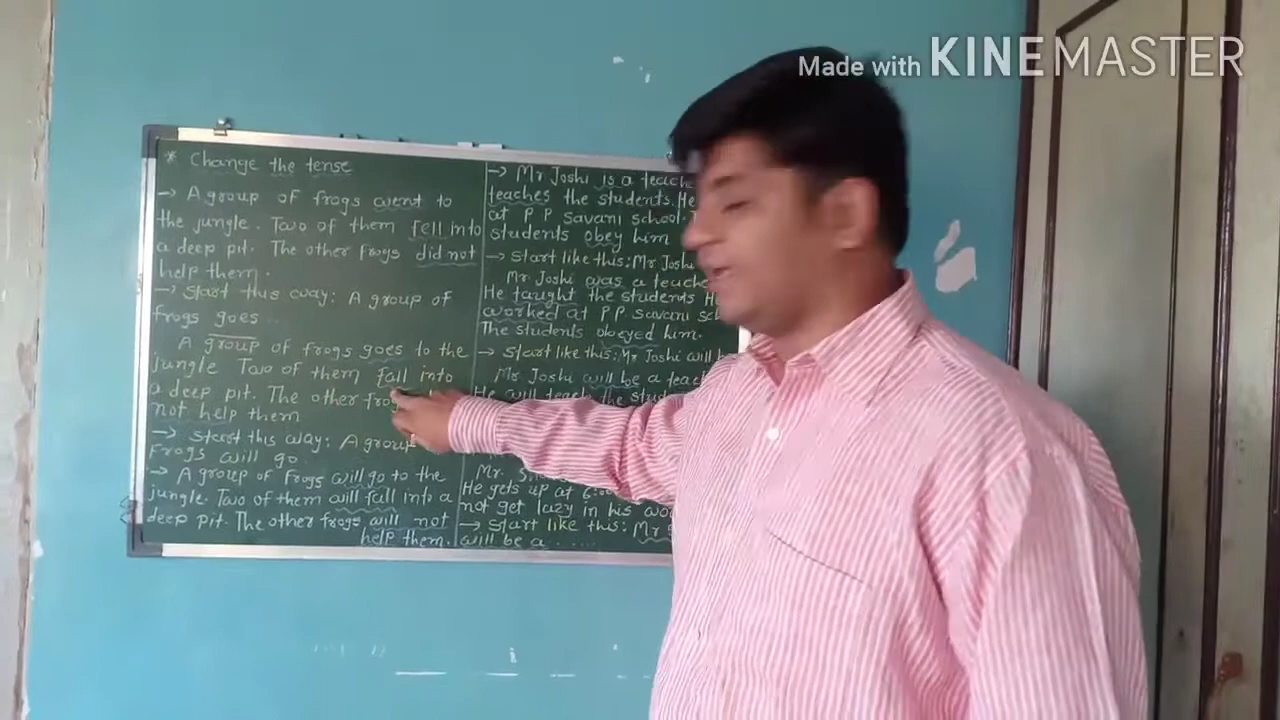 Made with KINEMASTER
* Change the tense
→ A group of frogs went to
the jungle. Two of them fell into
a deep pit. The other frogs did not
help them.
→ Start this way: A group of
frogs goes...
A group of frogs goes to the
jungle Two of them fall into
a deep pit. The other
not help them
→ Start this way: A group
Frogs will go
→ A group of frogs will go to the
jungle. Two of them will fall into a
deep pit. The other frogs will not
help them.
→ Mr Joshi is a
teaches the students. He
at P P Savani school.
students obey him
→ Start like this: Mr Joshi
Mr. Joshi was a
He taught the students
worked at P P Savani
The students obeyed him.
→ Start like this: Mr Joshi will
Mr Joshi will be a
He will teach the
Mr.
He gets up at
not get lazy in his
→ Start like this: Mr
will be a .....